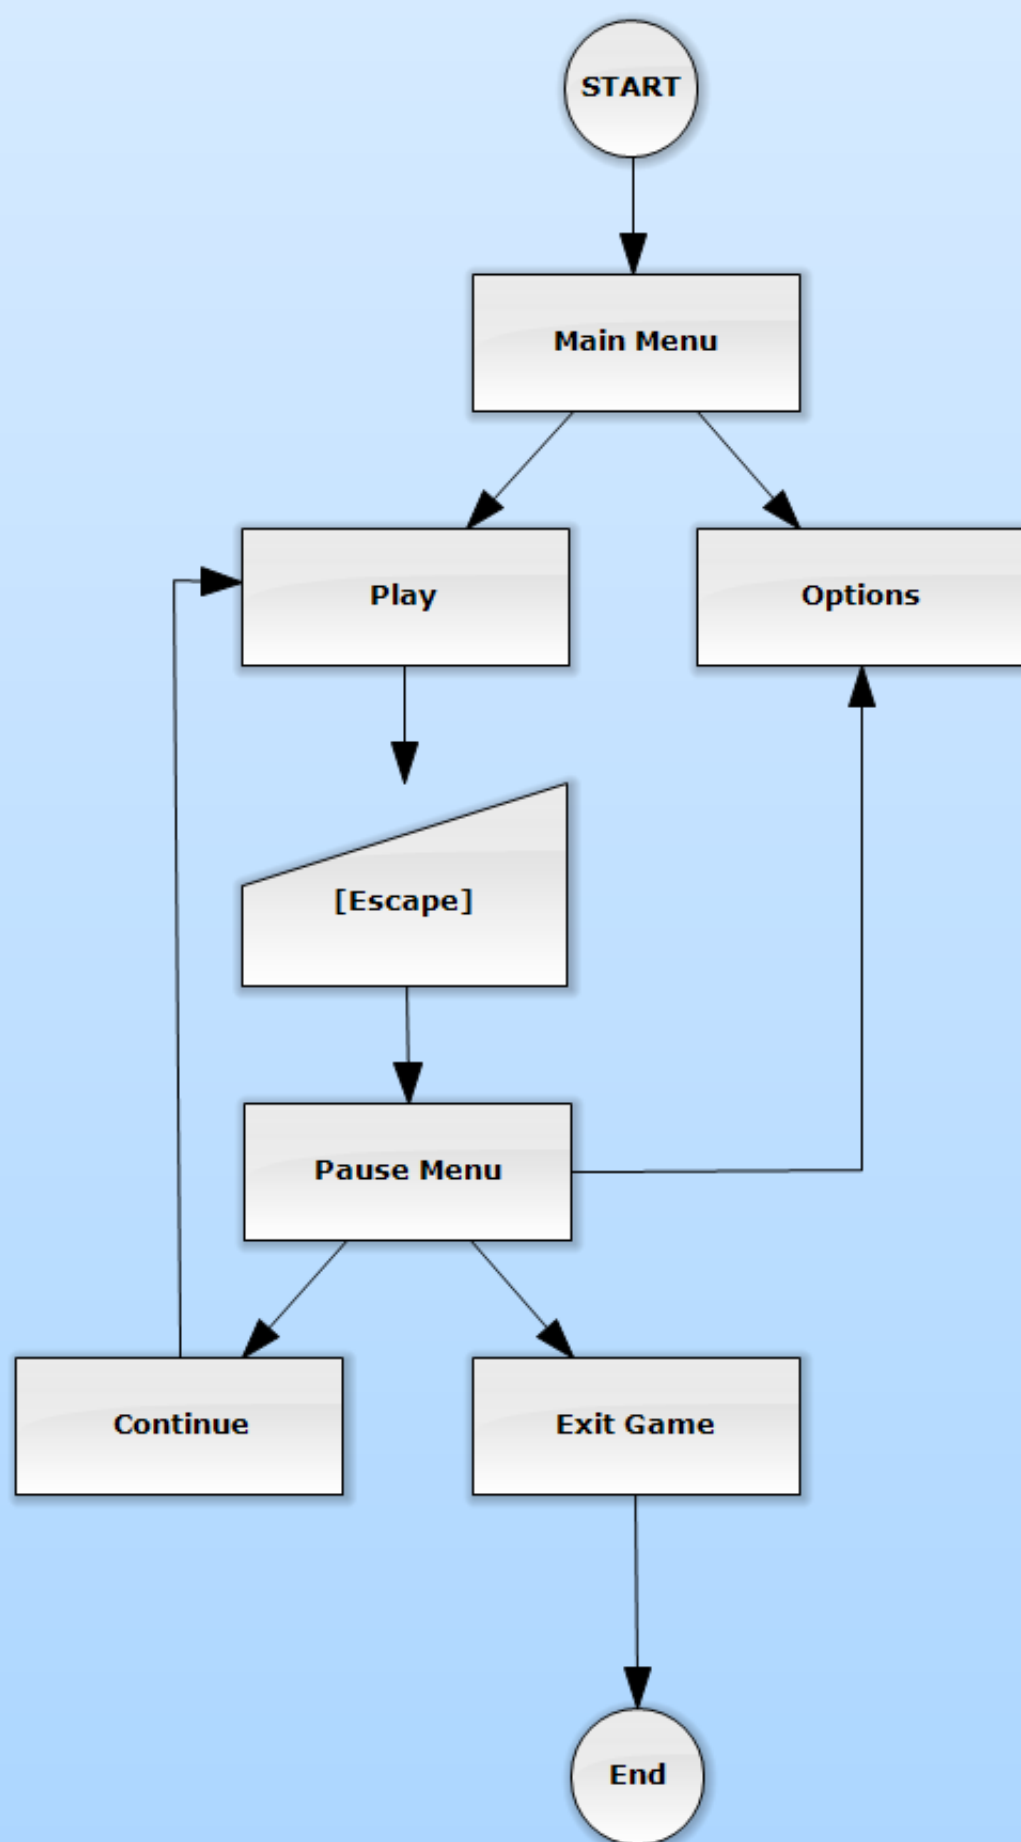 START
Main Menu
Play
Options
[Escape]
Pause Menu
Continue
Exit Game
End